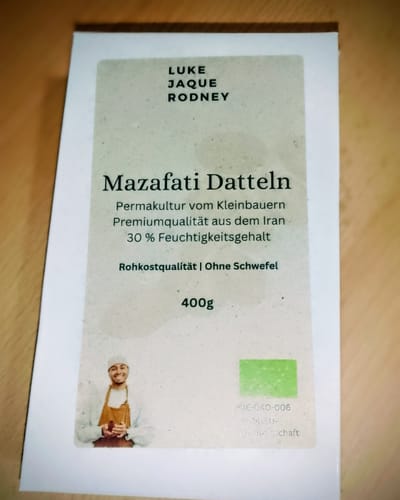 LUKE
JAQUE
RODNEY
Mazafati Datteln
Permakultur vom Kleinbauern
Premiumqualität aus dem Iran
30 % Feuchtigkeitsgehalt
Rohkostqualität | Ohne Schwefel
400g